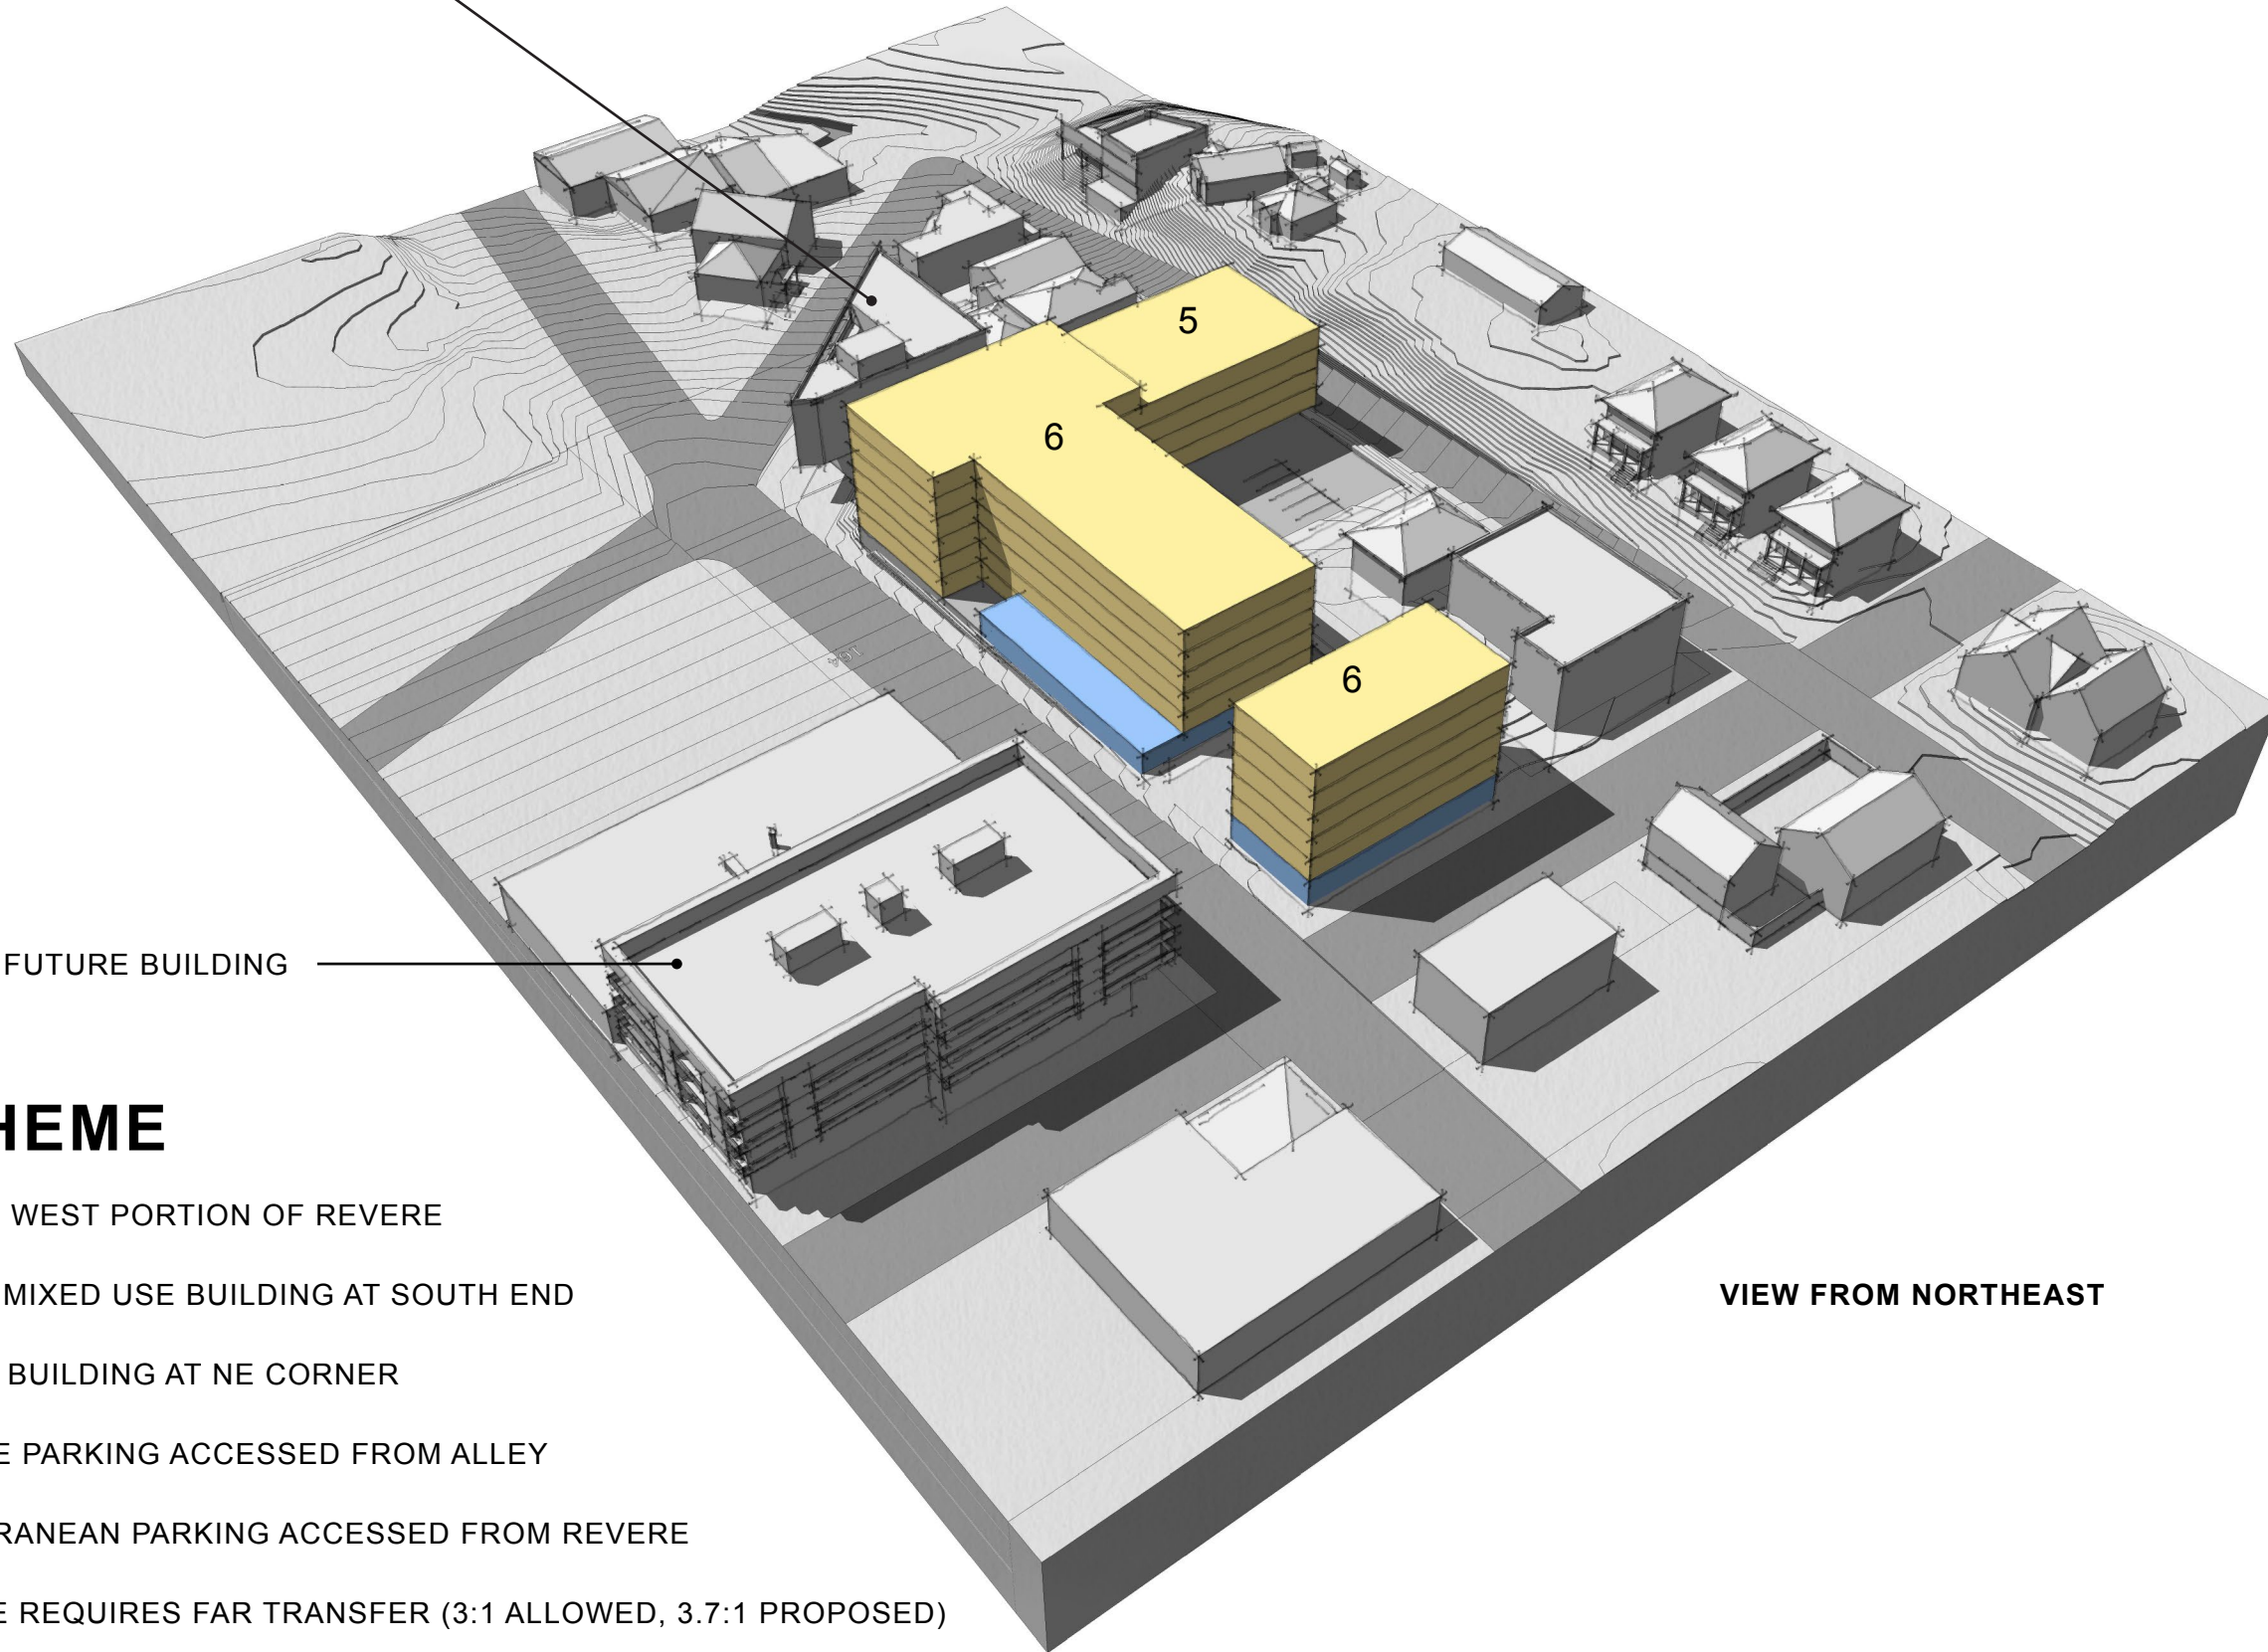 5
6
6
FUTURE BUILDING
HEME
WEST PORTION OF REVERE
MIXED USE BUILDING AT SOUTH END
VIEW FROM NORTHEAST
BUILDING AT NE CORNER
E PARKING ACCESSED FROM ALLEY
RANEAN PARKING ACCESSED FROM REVERE
E REQUIRES FAR TRANSFER (3:1 ALLOWED, 3.7:1 PROPOSED)